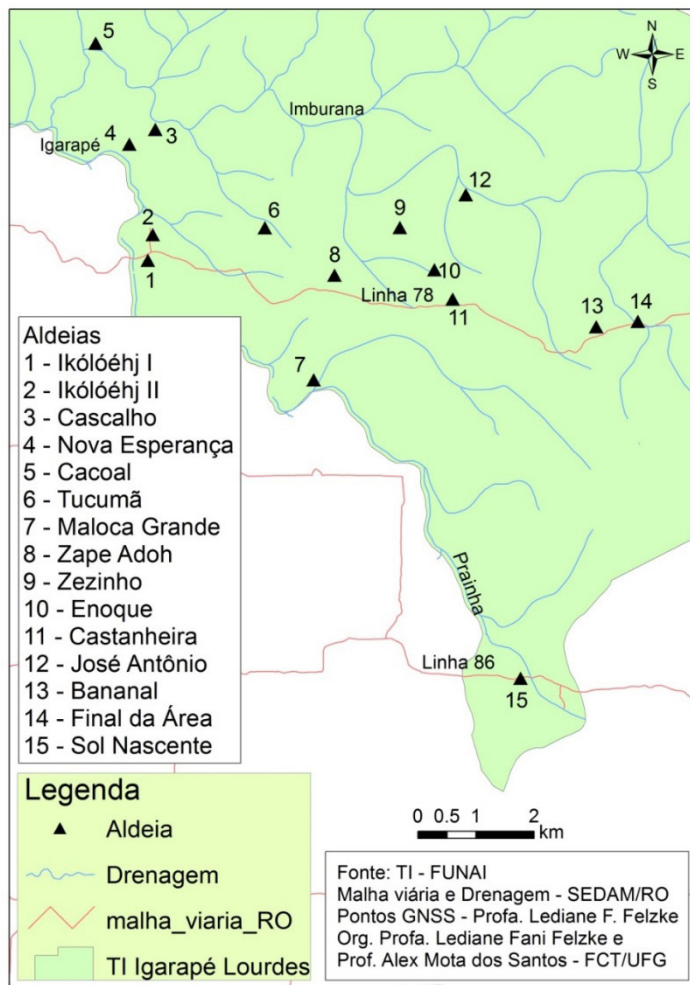 N
W E
S
5
Imburana
3
4
Igarapé
12
2
6
9
8
10
1
Linha 78
11
13
14
7
Aldeias
1 - Ikólóéhj I
2 - Ikólóéhj II
3 - Cascalho
4 - Nova Esperança
5 - Cacoal
6 - Tucumã
7 - Maloca Grande
8 - Zape Adoh
9 - Zezinho
10 - Enoque
11 - Castanheira
12 - José Antônio
13 - Bananal
14 - Final da Área
15 - Sol Nascente
Prainha
Linha 86
15
Legenda
Aldeia
Drenagem
malha_viaria_RO
TI Igarapé Lourdes
0 0.5 1 2
km
Fonte: TI - FUNAI
Malha viária e Drenagem - SEDAM/RO
Pontos GNSS - Profa. Lediane F. Felzke
Org. Profa. Lediane Fani Felzke e
Prof. Alex Mota dos Santos - FCT/UFG